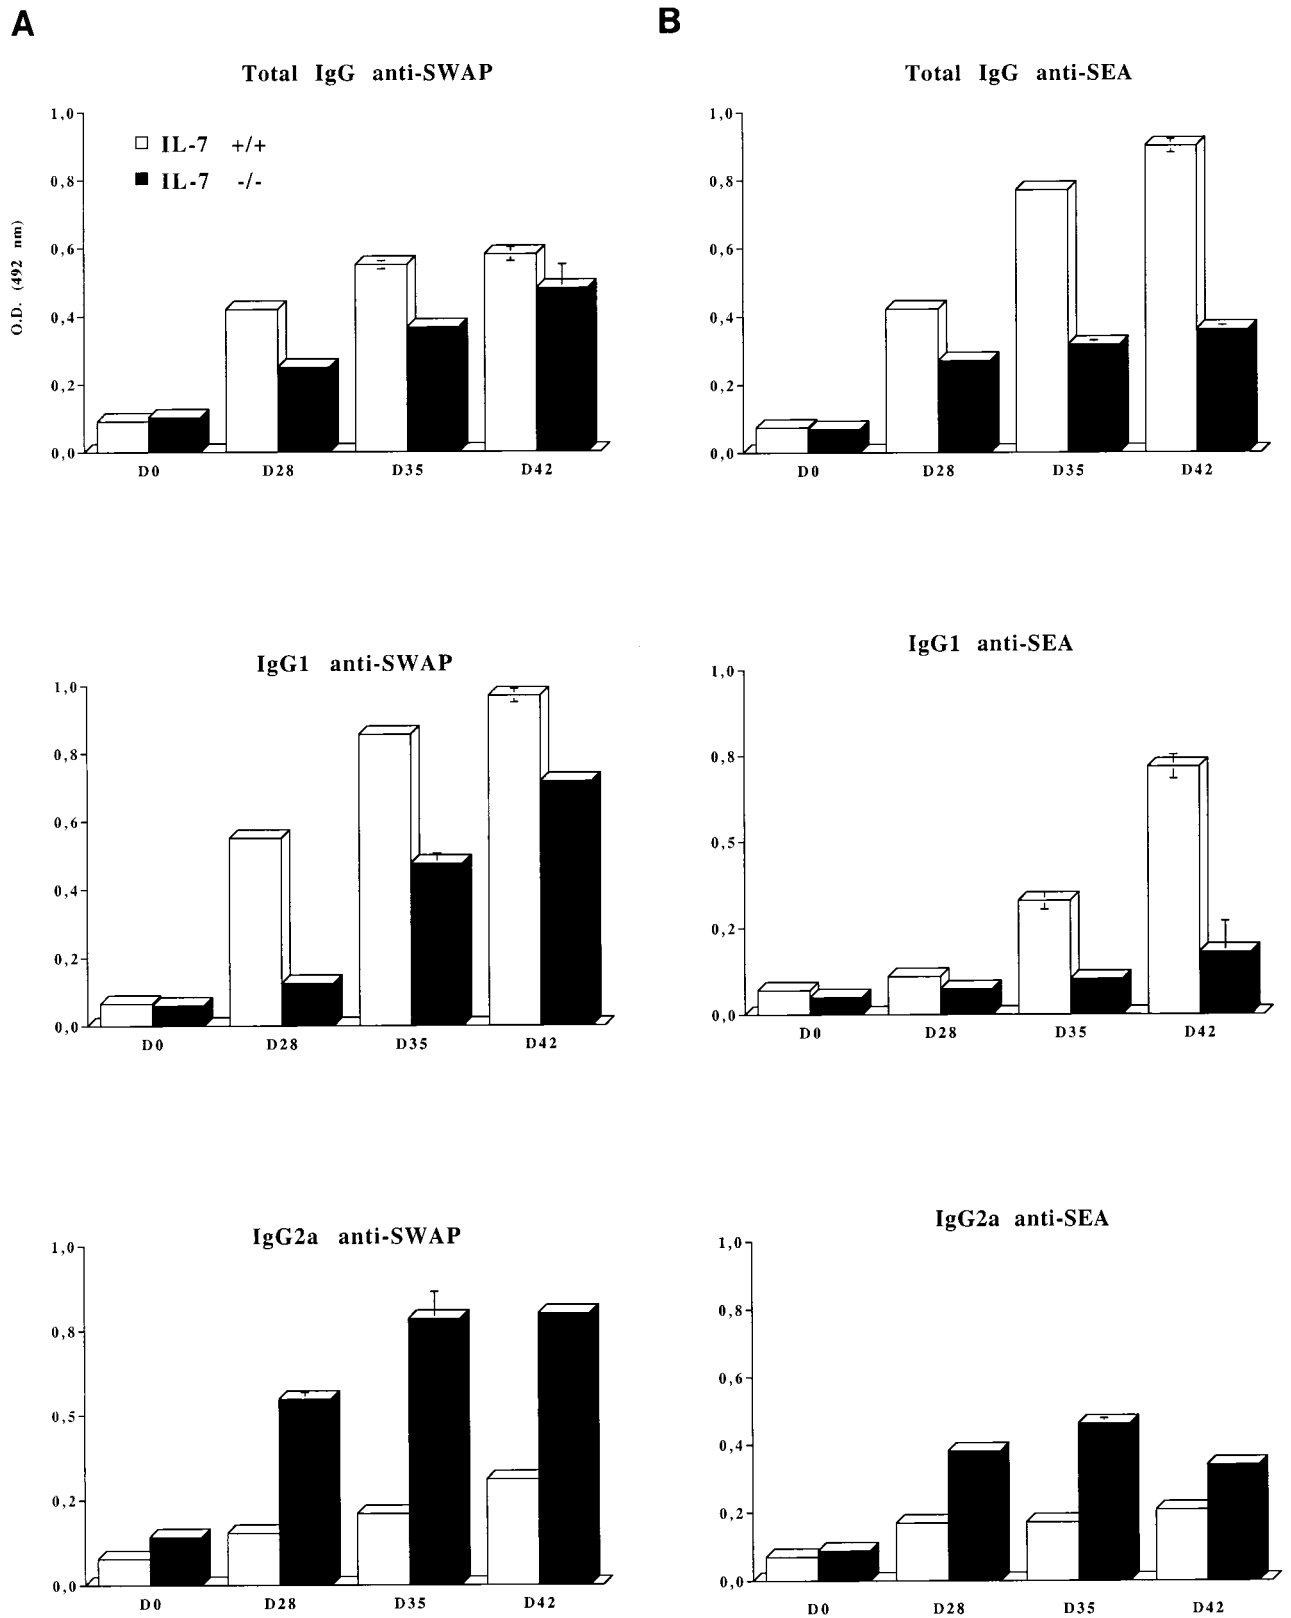 A
B
Total IgG anti-SWAP
Total IgG anti-SEA
O.D. (492 nm)
1,0
0,8
0,6
0,4
0,2
0,0
IL-7 +/+
IL-7 -/-
D0 D28 D35 D42
1,0
0,8
0,6
0,4
0,2
0,0
D0 D28 D35 D42
IgG1 anti-SWAP
1,0
0,8
0,6
0,4
0,2
0,0
D0 D28 D35 D42
IgG1 anti-SEA
1,0
0,8
0,5
0,2
0,0
D0 D28 D35 D42
IgG2a anti-SWAP
1,0
0,8
0,5
0,2
0,0
D0 D28 D35 D42
IgG2a anti-SEA
1,0
0,8
0,6
0,4
0,2
0,0
D0 D28 D35 D42